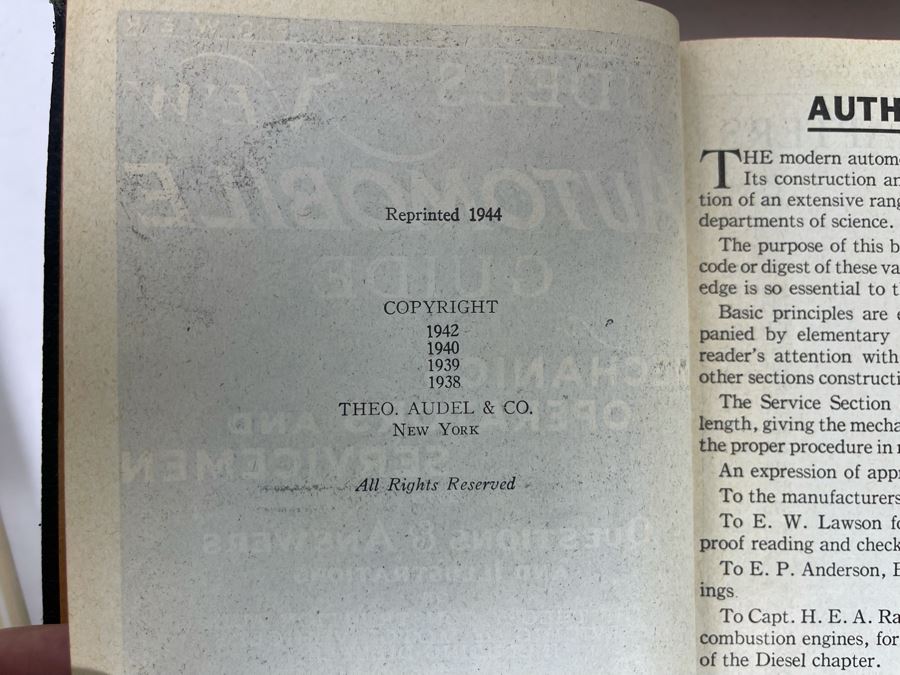 Reprinted 1944
COPYRIGHT
1942
1940
1939
1938
THEO. AUDEL & CO.
NEW YORK
All Rights Reserved
AUTH
THE modern autom
Its construction an
tion of an extensive rang
departments of science.
The purpose of this b
code or digest of these va
edge is so essential to t
Basic principles are e
panied by elementary
reader's attention with
other sections constructi
The Service Section
length, giving the mecha
the proper procedure in r
An expression of appr
To the manufacturers
To E. W. Lawson fo
proof reading and check
To E. P. Anderson, E
ings.
To Capt. H. E. A. Ra
combustion engines, for
of the Diesel chapter.